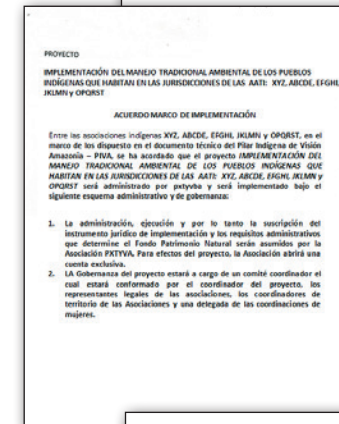 PROYECTO
IMPLEMENTACIÓN DEL MANEJO TRADICIONAL AMBIENTAL DE LOS PUEBLOS
INDÍGENAS QUE HABITAN EN LAS JURISDICCIONES DE LAS AATI: XYZ, ABCDE, EFGHI,
JKLMN y OPQRST
ACUERDO MARCO DE IMPLEMENTACIÓN
Entre las asociaciones indígenas XYZ, ABCDE, EFGHI, JKLMN y OPQRST, en el
marco de los dispuesto en el documento técnico del Pilar Indígena de Visión
Amazonia – PIVA, se ha acordado que el proyecto IMPLEMENTACIÓN DEL
MANEJO TRADICIONAL AMBIENTAL DE LOS PUEBLOS INDÍGENAS QUE
HABITAN EN LAS JURISDICCIONES DE LAS AATI: XYZ, ABCDE, EFGHI, JKLMN y
OPQRST será administrado por pxtyvba y será implementado bajo el
siguiente esquema administrativo y de gobernanza:
1. La administración, ejecución y por lo tanto la suscripción del
instrumento jurídico de implementación y los requisitos administrativos
que determine el Fondo Patrimonio Natural serán asumidos por la
Asociación PXTYVA. Para efectos del proyecto, la Asociación abrirá una
cuenta exclusiva.
2. LA Gobernanza del proyecto estará a cargo de un comité coordinador el
cual estará conformado por el coordinador del proyecto, los
representantes legales de las asociaciones, los coordinadores de
territorio de las Asociaciones y una delegada de las coordinaciones de
mujeres.